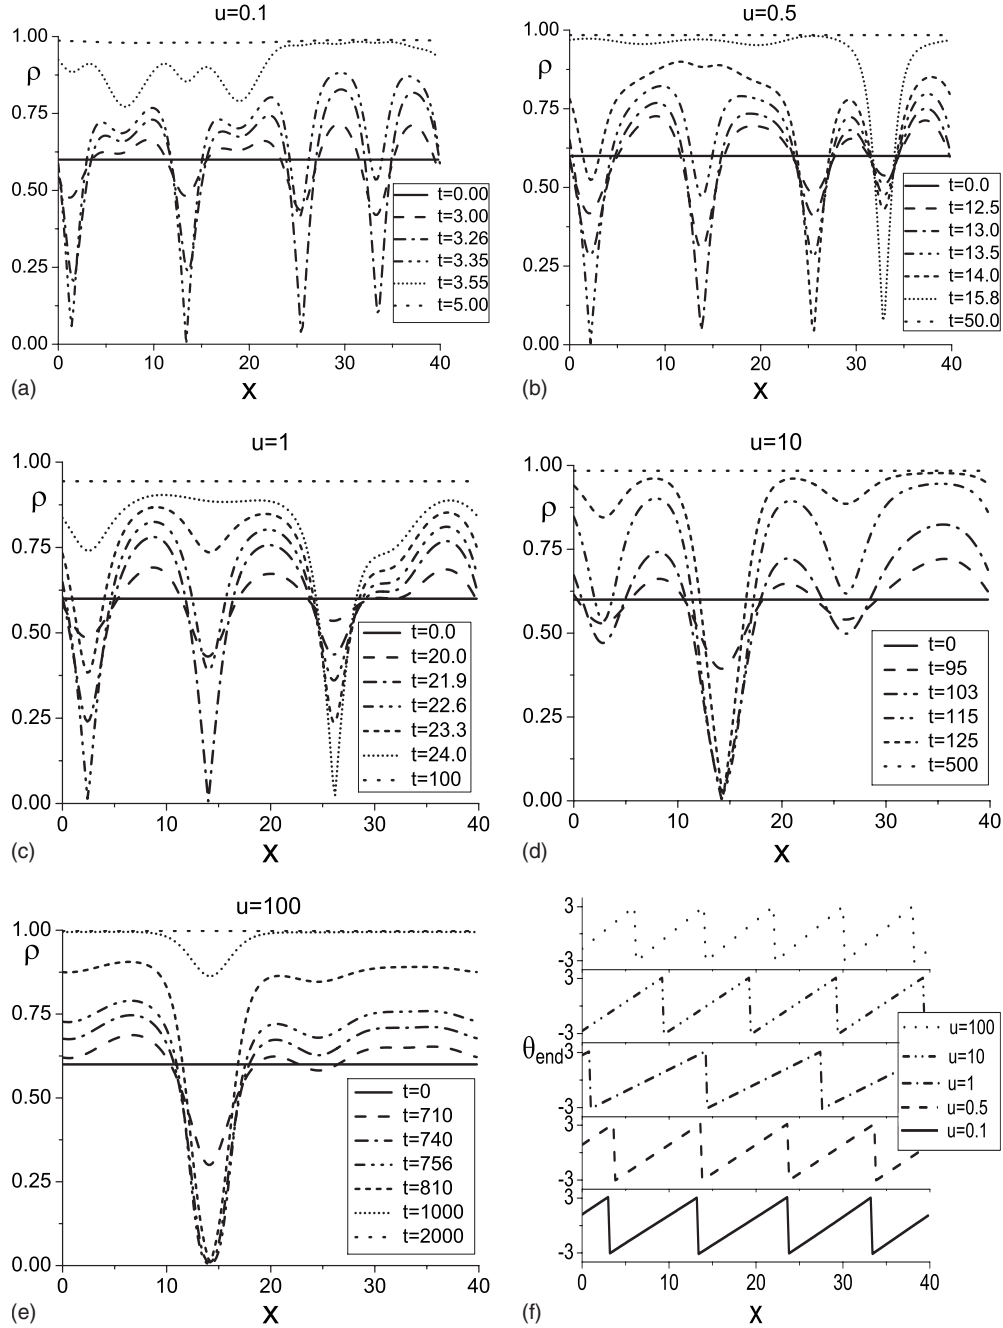 u=0.1
1.00
ρ
0.75
0.50
0.25
0.00
0
10
20
30
40
X
t=0.00
t=3.00
t=3.26
t=3.35
t=3.55
t=5.00
(a)
u=0.5
1.00
ρ
0.75
0.50
0.25
0.00
0
10
20
30
40
X
t=0.0
t=12.5
t=13.0
t=13.5
t=14.0
t=15.8
t=50.0
(b)
u=1
1.00
ρ
0.75
0.50
0.25
0.00
0
10
20
30
40
X
t=0.0
t=20.0
t=21.9
t=22.6
t=23.3
t=24.0
t=100
(c)
u=10
1.00
ρ
0.75
0.50
0.25
0.00
0
10
20
30
40
X
t=0
t=95
t=103
t=115
t=125
t=500
(d)
u=100
1.00
ρ
0.75
0.50
0.25
0.00
0
10
20
30
40
X
t=0
t=710
t=740
t=756
t=810
t=1000
t=2000
(e)
3
-3
3
-3
θend
3
-3
3
-3
3
-3
0
10
20
30
40
X
u=100
u=10
u=1
u=0.5
u=0.1
(f)